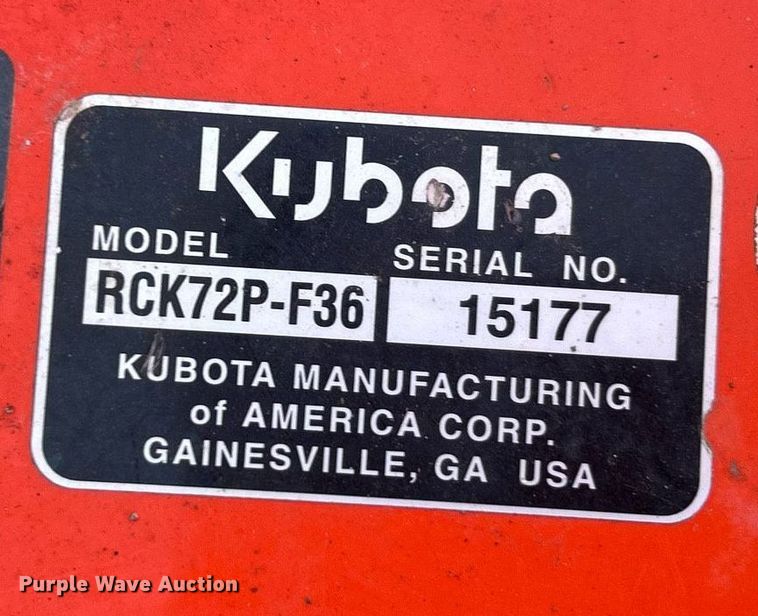 Kubota
MODEL SERIAL NO.
RCK72P-F36 15177
KUBOTA MANUFACTURING
of AMERICA CORP.
GAINESVILLE, GA USA
Purple Wave Auction